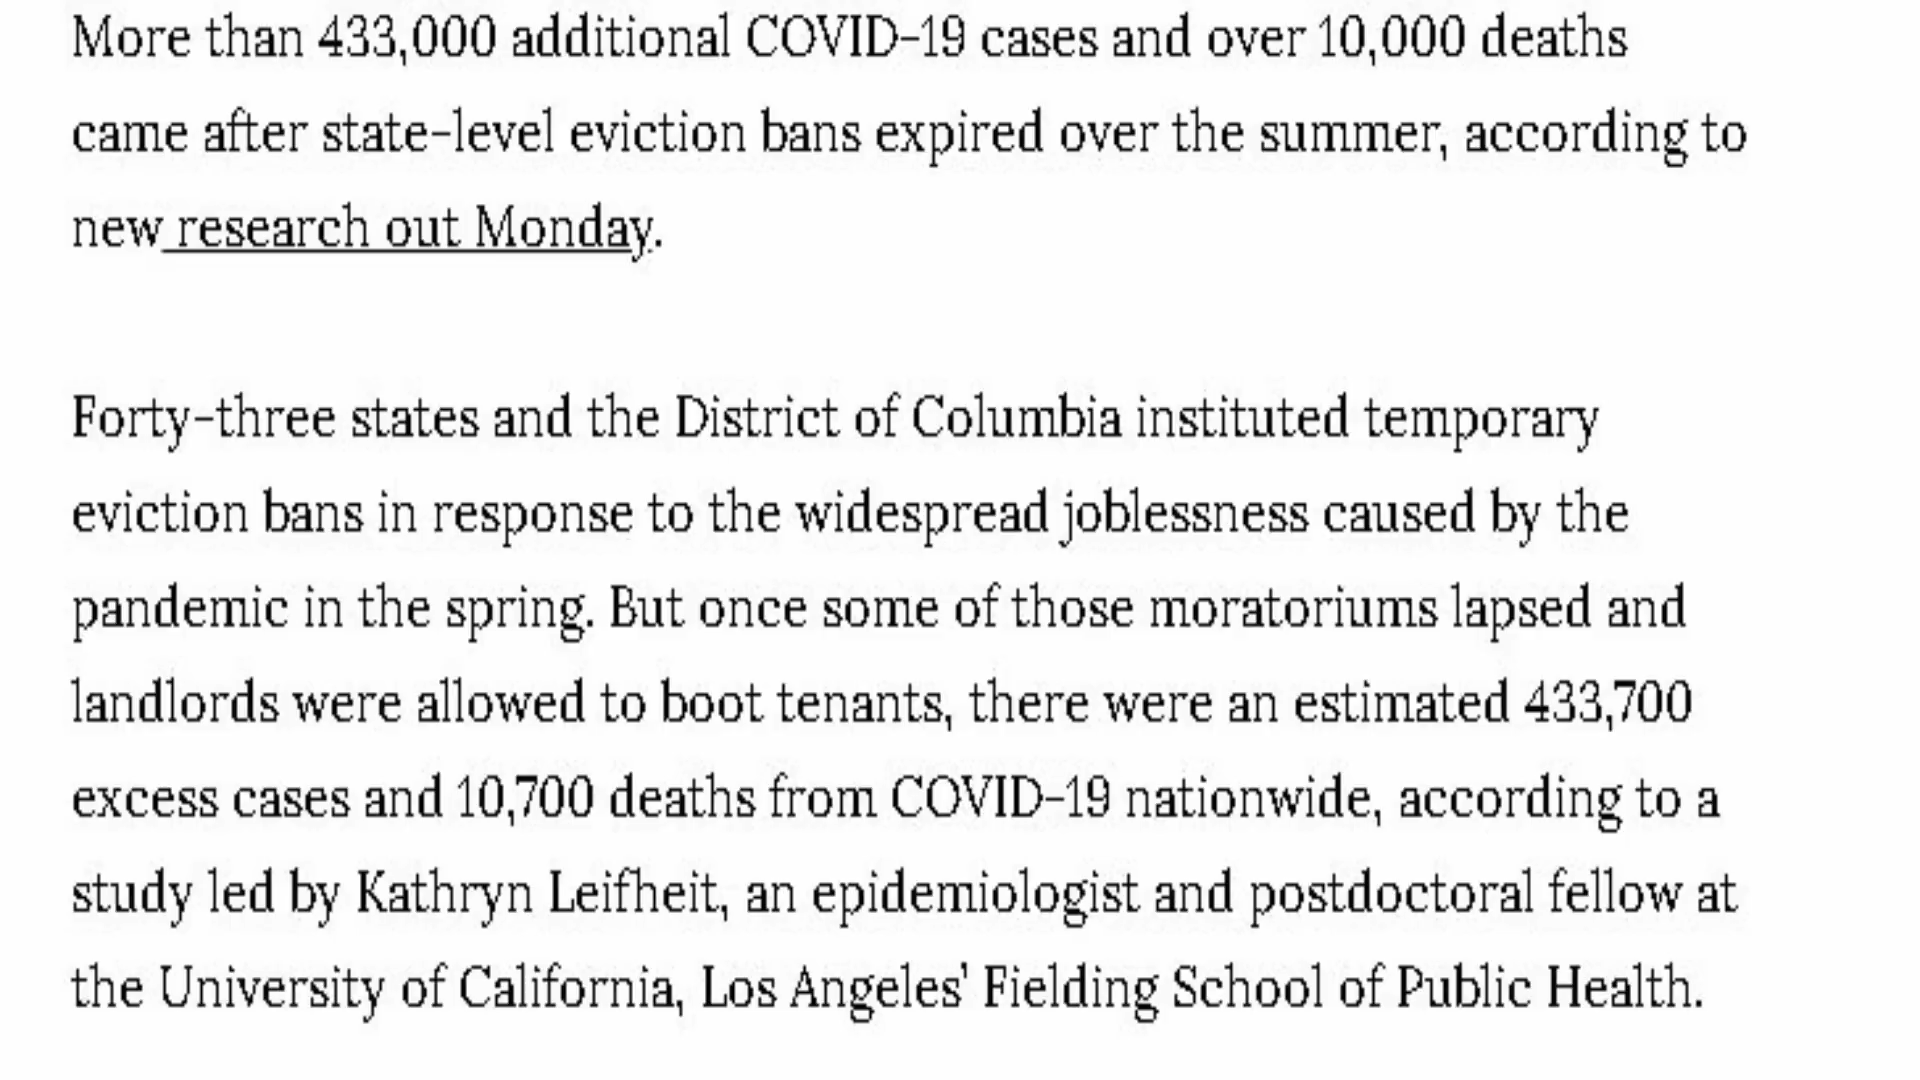 More than 433,000 additional COVID-19 cases and over 10,000 deaths
came after state-level eviction bans expired over the summer, according to
new research out Monday.
Forty-three states and the District of Columbia instituted temporary
eviction bans in response to the widespread joblessness caused by the
pandemic in the spring. But once some of those moratoriums lapsed and
landlords were allowed to boot tenants, there were an estimated 433,700
excess cases and 10,700 deaths from COVID-19 nationwide, according to a
study led by Kathryn Leifheit, an epidemiologist and postdoctoral fellow at
the University of California, Los Angeles' Fielding School of Public Health.